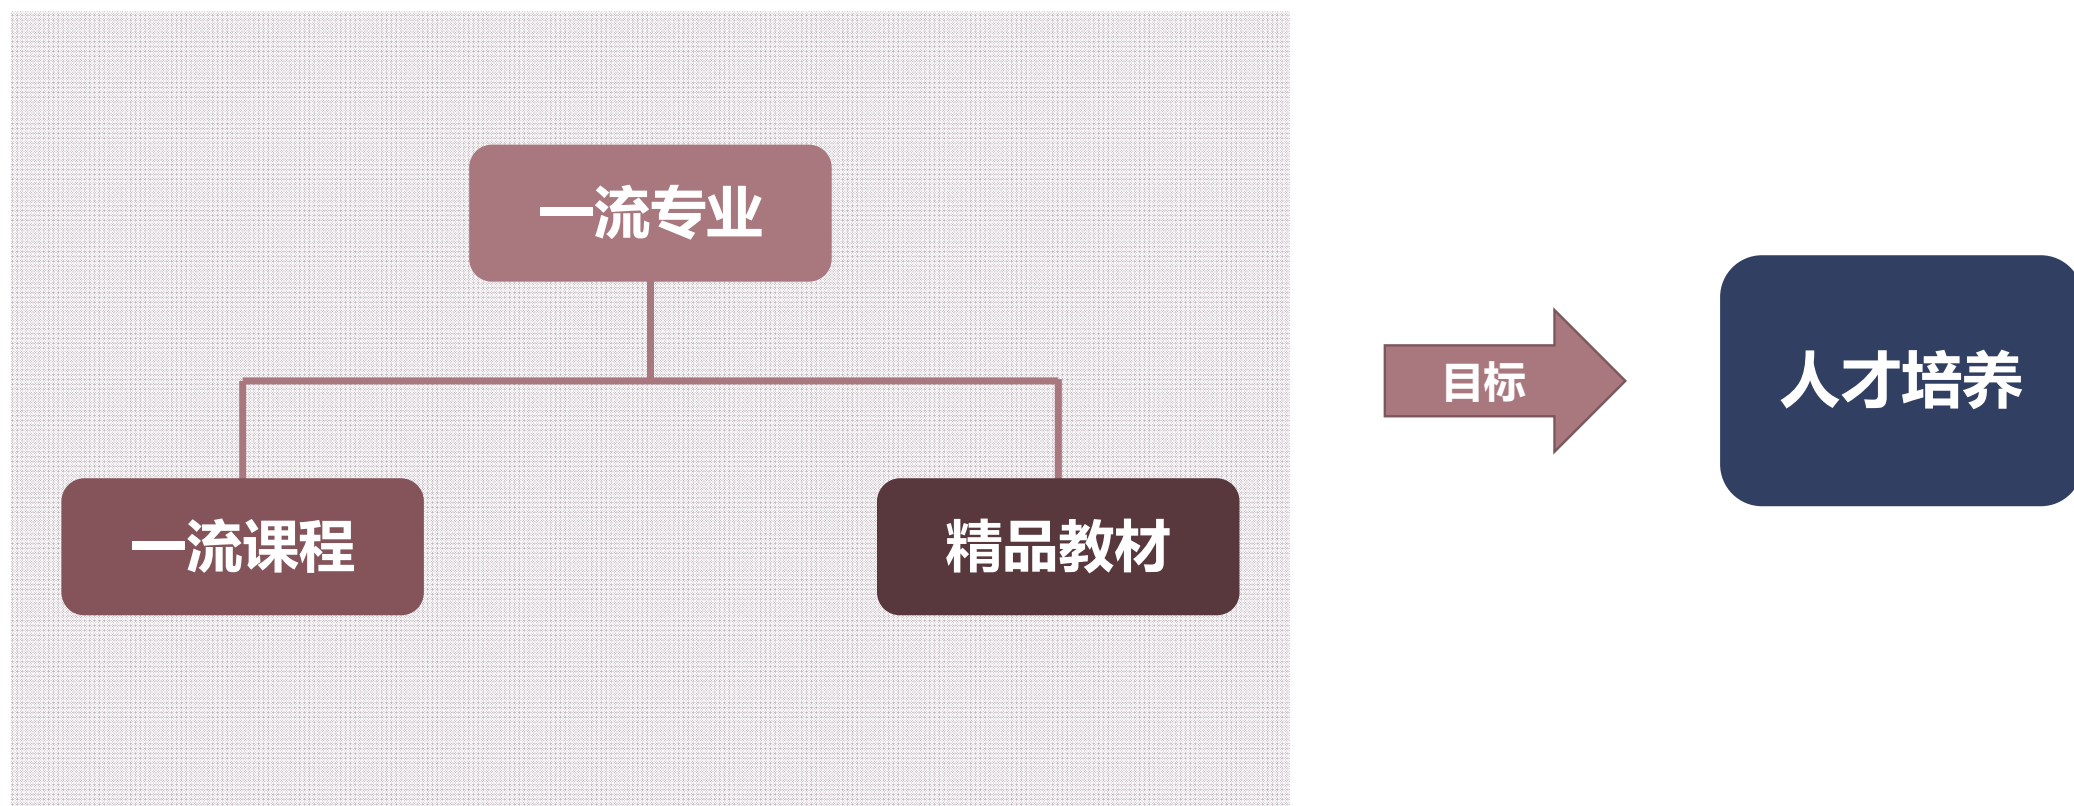 一流专业
一流课程
精品教材
目标
人才培养